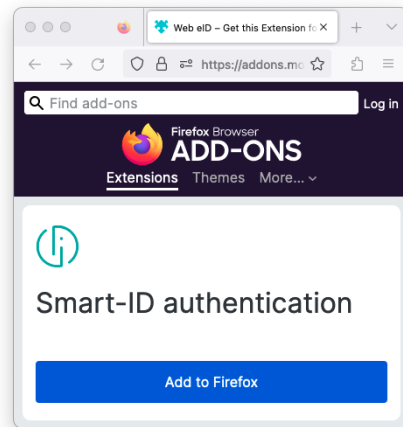 Web eID – Get this Extension fo
https://addons.mo
Find add-ons
Log in
Firefox Browser
ADD-ONS
Extensions Themes More...
Smart-ID authentication
Add to Firefox